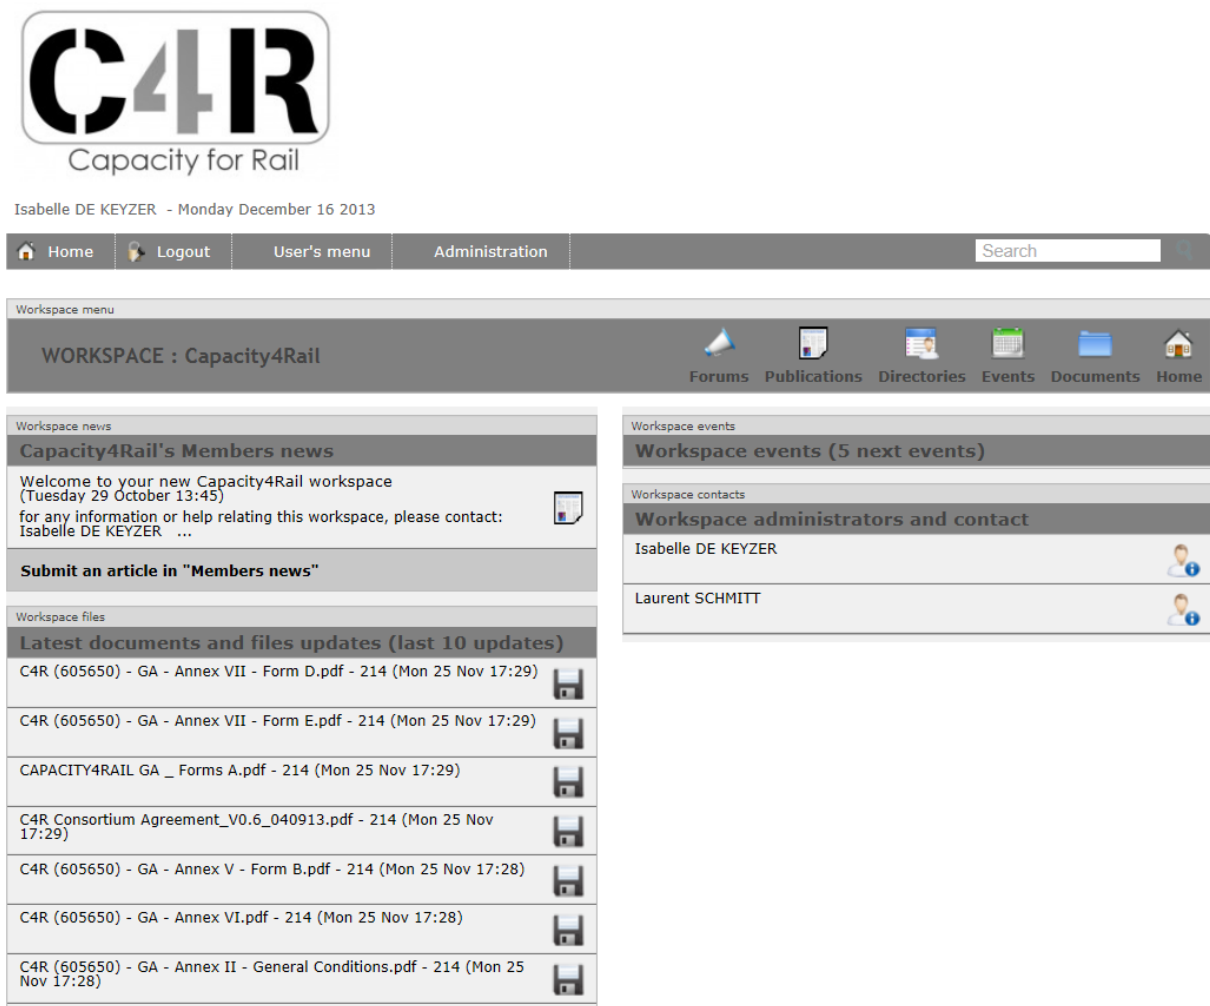 C4R
Capacity for Rail
Isabelle DE KEYZER - Monday December 16 2013
Home Logout User's menu Administration Search
Workspace menu
WORKSPACE : Capacity4Rail
Forums Publications Directories Events Documents Home
Workspace news
Capacity4Rail's Members news
Welcome to your new Capacity4Rail workspace
(Tuesday 29 October 13:45)
for any information or help relating this workspace, please contact:
Isabelle DE KEYZER ...
Submit an article in "Members news"
Workspace files
Latest documents and files updates (last 10 updates)
C4R (605650) - GA - Annex VII - Form D.pdf - 214 (Mon 25 Nov 17:29)
C4R (605650) - GA - Annex VII - Form E.pdf - 214 (Mon 25 Nov 17:29)
CAPACITY4RAIL GA _ Forms A.pdf - 214 (Mon 25 Nov 17:29)
C4R Consortium Agreement_V0.6_040913.pdf - 214 (Mon 25 Nov
17:29)
C4R (605650) - GA - Annex V - Form B.pdf - 214 (Mon 25 Nov 17:28)
C4R (605650) - GA - Annex VI.pdf - 214 (Mon 25 Nov 17:28)
C4R (605650) - GA - Annex II - General Conditions.pdf - 214 (Mon 25
Nov 17:28)
Workspace events
Workspace events (5 next events)
Workspace contacts
Workspace administrators and contact
Isabelle DE KEYZER
Laurent SCHMITT